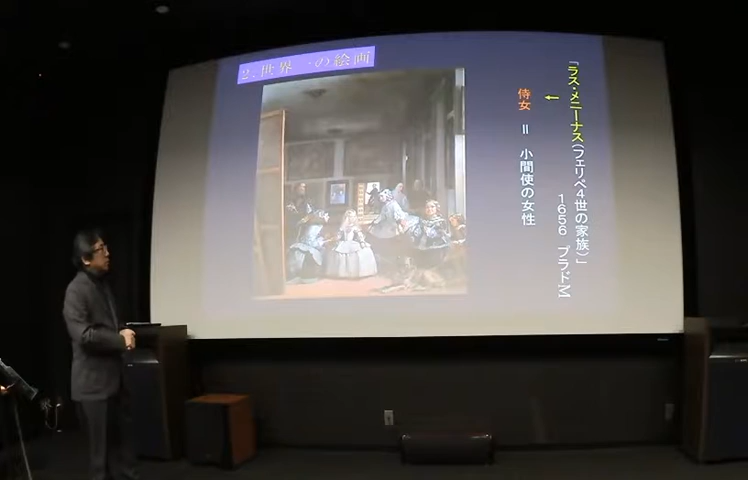 2. 世界一の絵画
「ラス・メニーナス(フェリペ4世の家族)」
1656 プラドM
侍女 = 小間使の女性